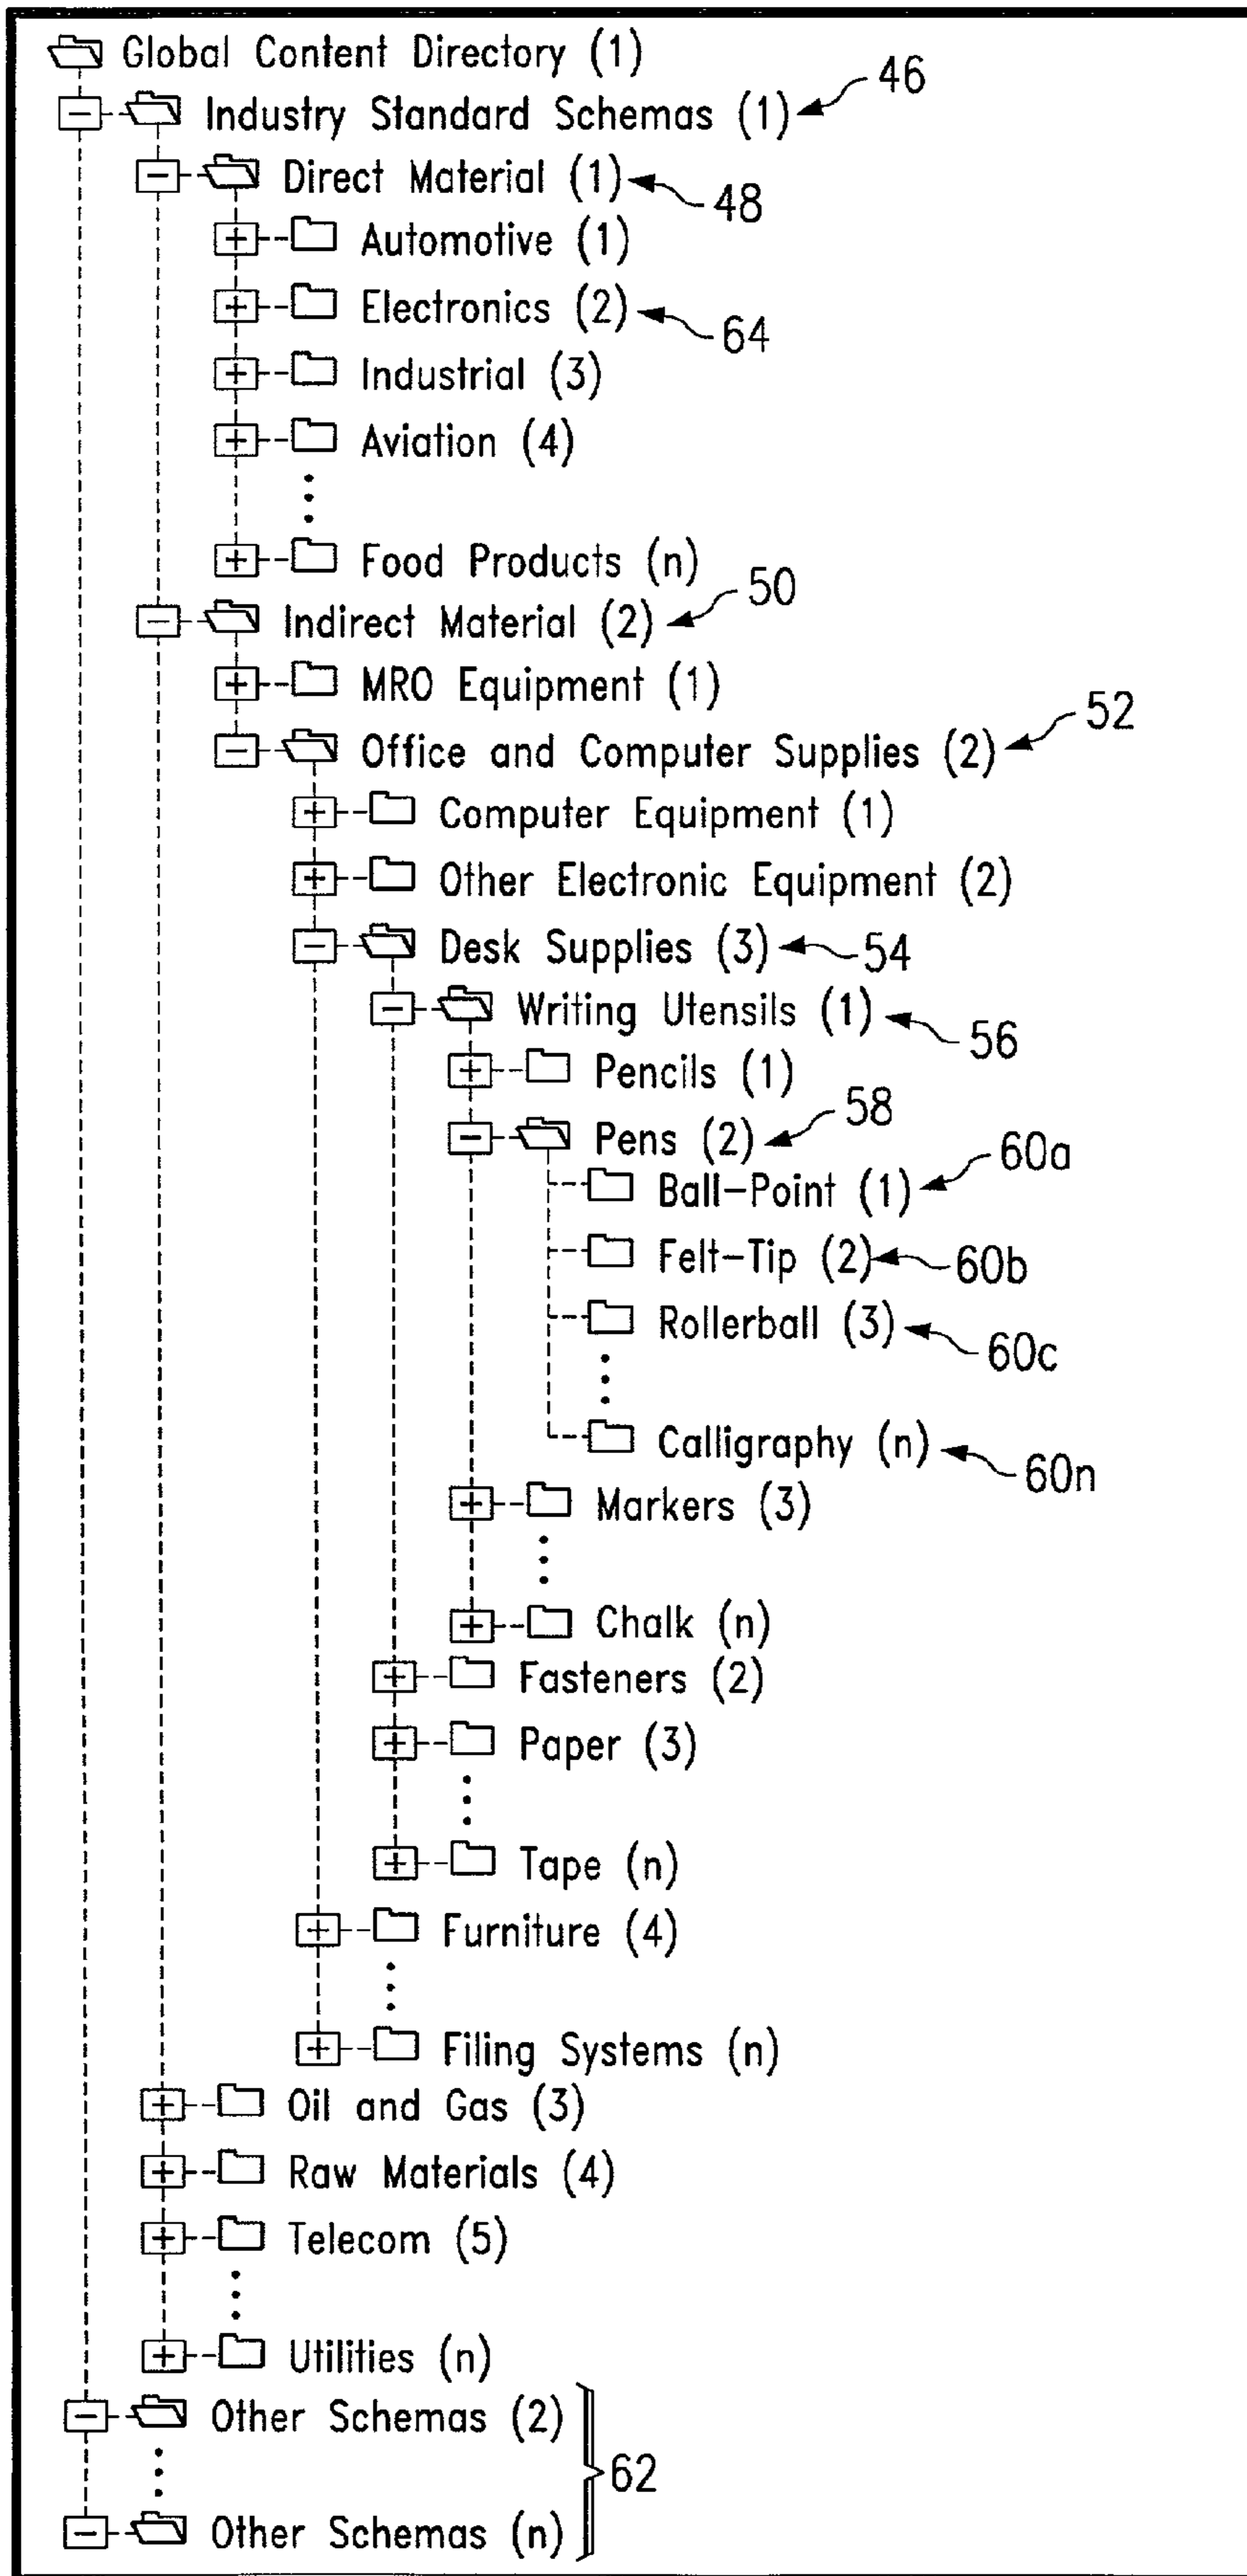 Global Content Directory (1)
Industry Standard Schemas (1) 46
Direct Material (1) 48
Automotive (1)
Electronics (2) 64
Industrial (3)
Aviation (4)
Food Products (n)
Indirect Material (2) 50
MRO Equipment (1)
Office and Computer Supplies (2) 52
Computer Equipment (1)
Other Electronic Equipment (2)
Desk Supplies (3) 54
Writing Utensils (1) 56
Pencils (1)
Pens (2) 58
Ball-Point (1) 60a
Felt-Tip (2) 60b
Rollerball (3) 60c
Calligraphy (n) 60n
Markers (3)
Chalk (n)
Fasteners (2)
Paper (3)
Tape (n)
Furniture (4)
Filing Systems (n)
Oil and Gas (3)
Raw Materials (4)
Telecom (5)
Utilities (n)
Other Schemas (2)
62
Other Schemas (n)